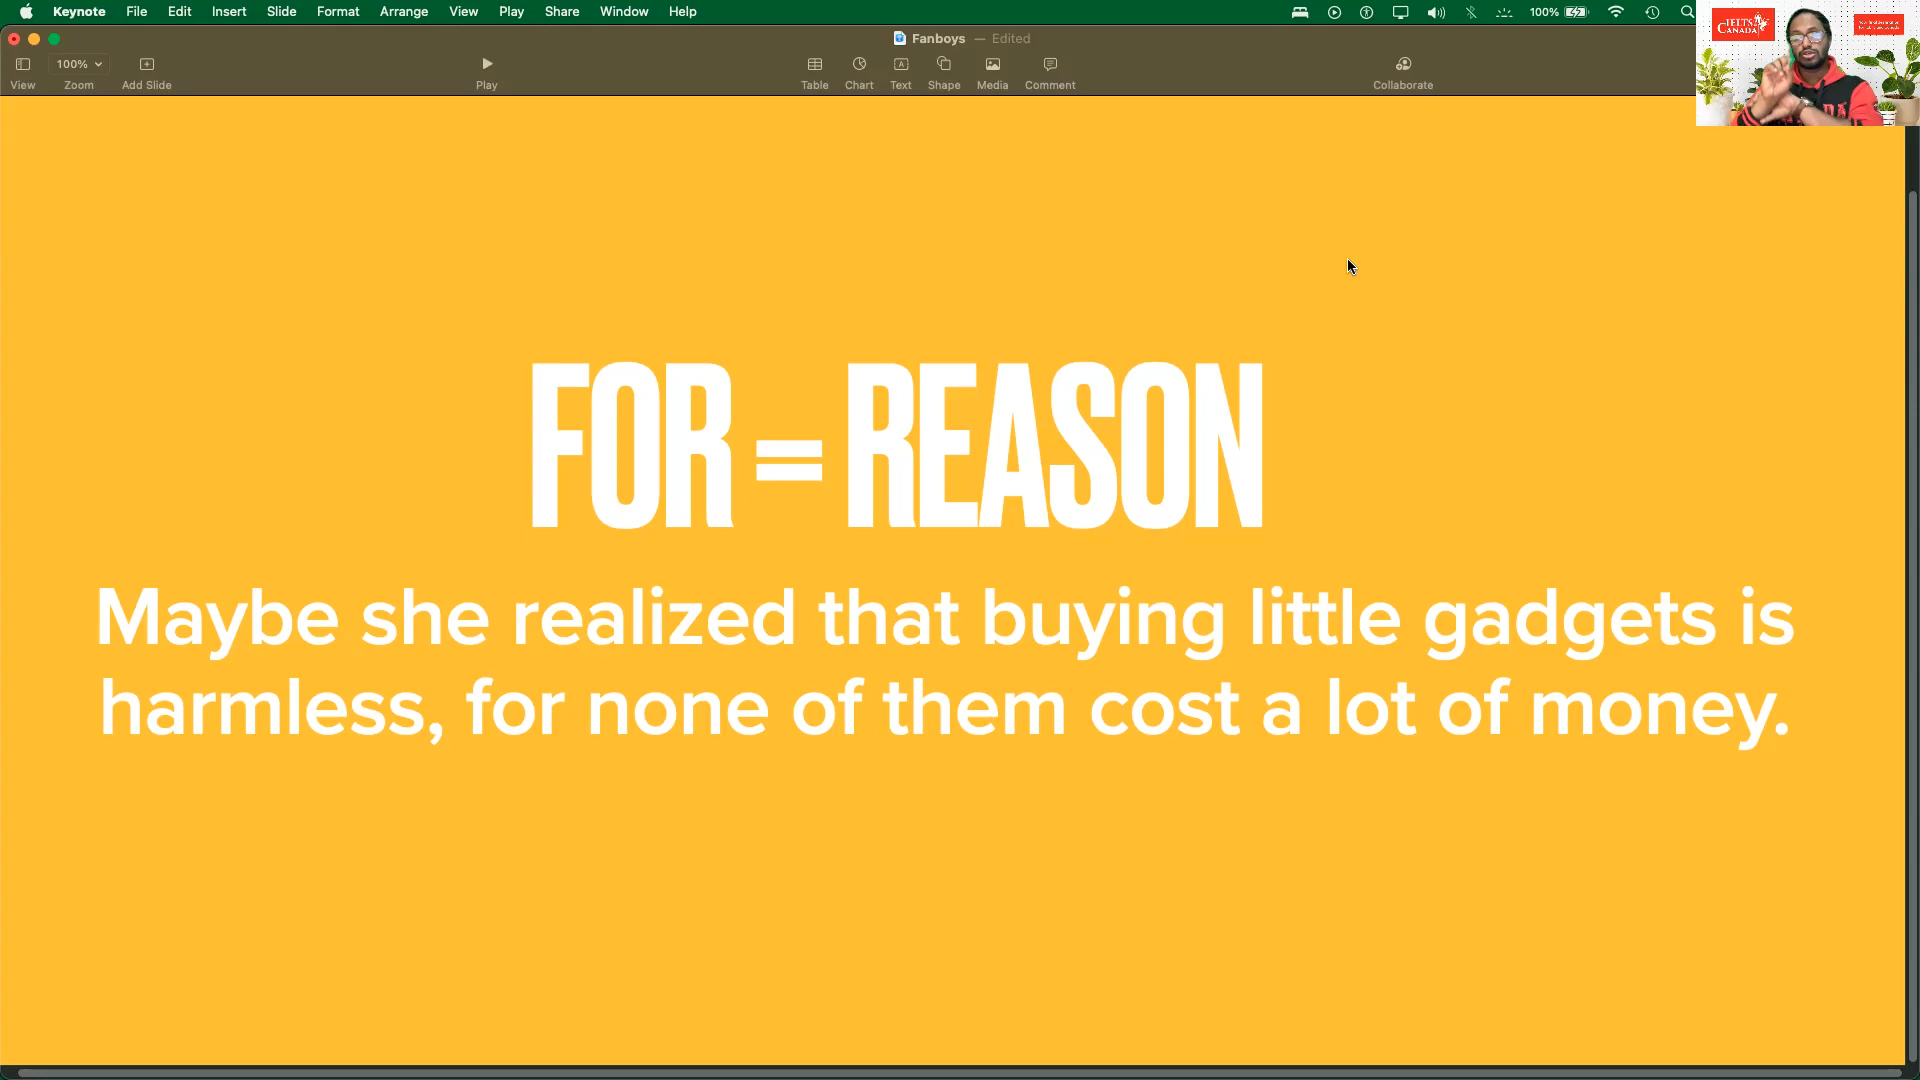 Keynote File Edit Insert Slide Format Arrange View Play Share Window Help 100%
Fanboys — Edited
100%
View Zoom Add Slide Play Table Chart Text Shape Media Comment Collaborate
IELTS
CANADA
FOR = REASON
Maybe she realized that buying little gadgets is
harmless, for none of them cost a lot of money.